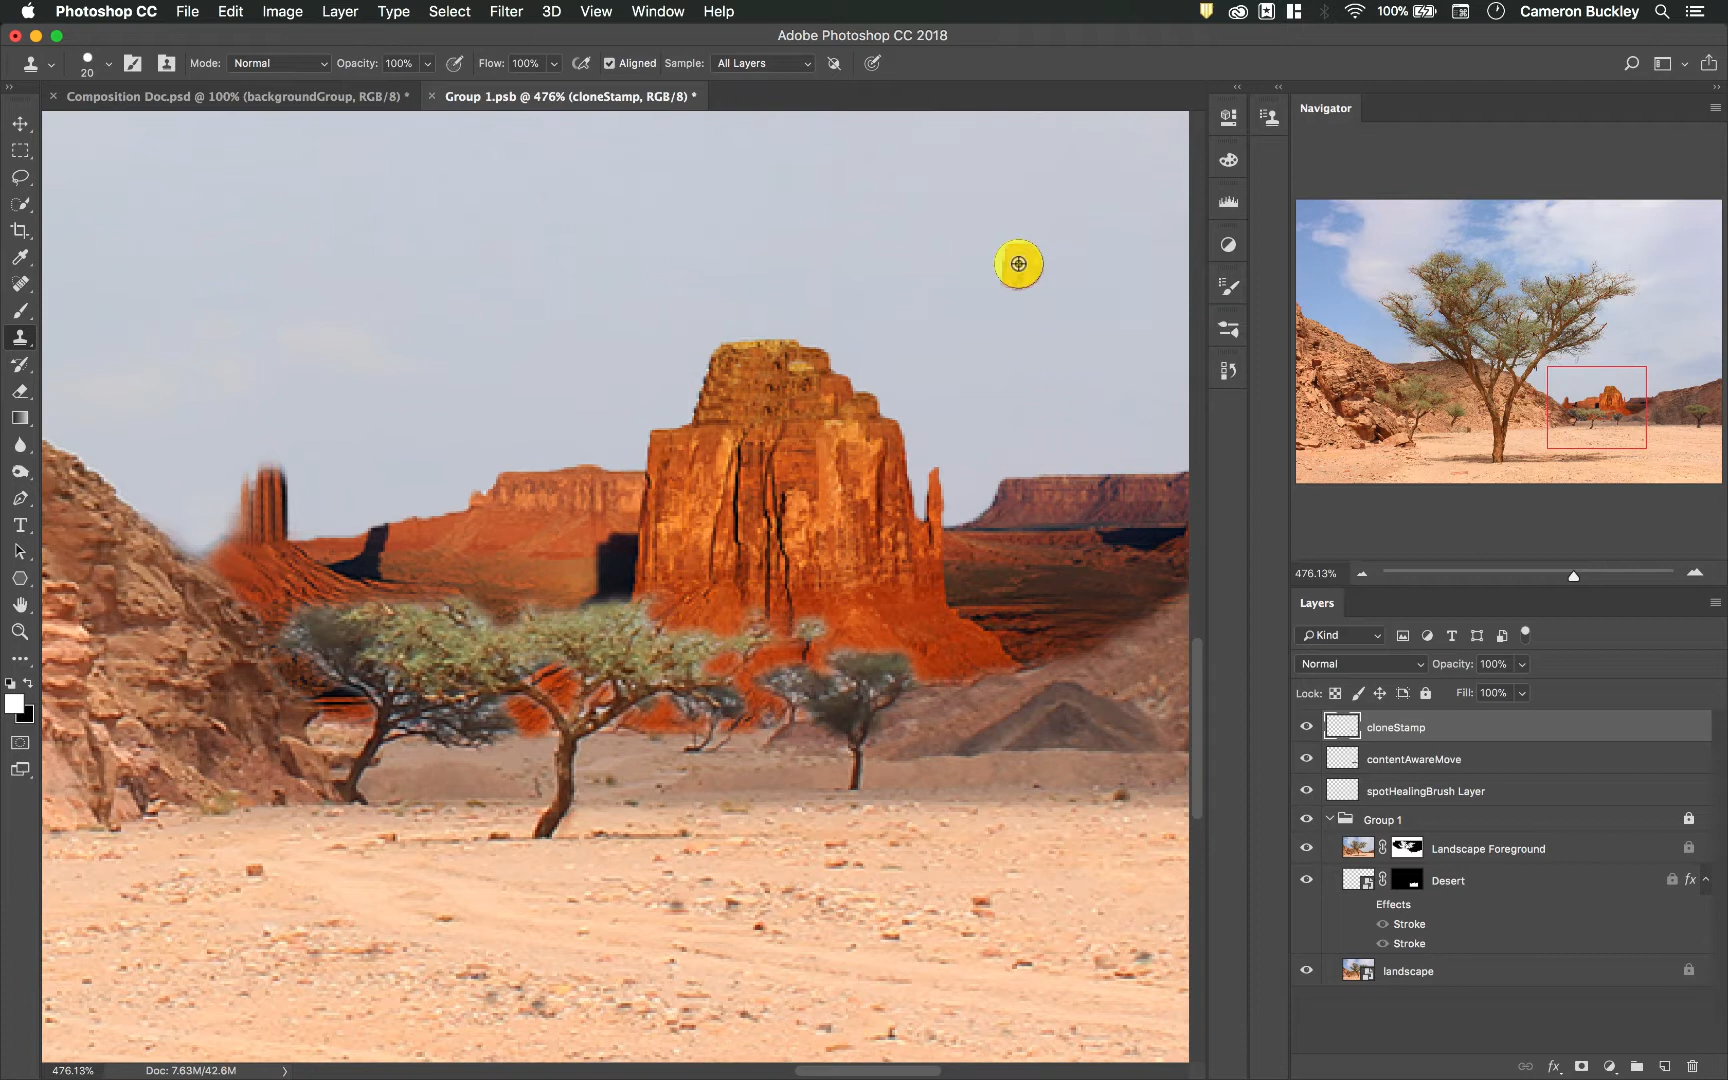 Photoshop CC File Edit Image Layer Type Select Filter 3D View Window Help 100% Cameron Buckley
Adobe Photoshop CC 2018
20 Mode: Normal Opacity: 100% Flow: 100% Aligned Sample: All Layers
Composition Doc.psd @ 100% (backgroundGroup, RGB/8) * Group 1.psb @ 476% (cloneStamp, RGB/8) *
Navigator
476.13%
Layers
Kind
Normal Opacity: 100%
Lock: Fill: 100%
cloneStamp
contentAwareMove
spotHealingBrush Layer
Group 1
Landscape Foreground
Desert fx
Effects
Stroke
Stroke
landscape
476.13% Doc: 7.63M/42.6M
fx